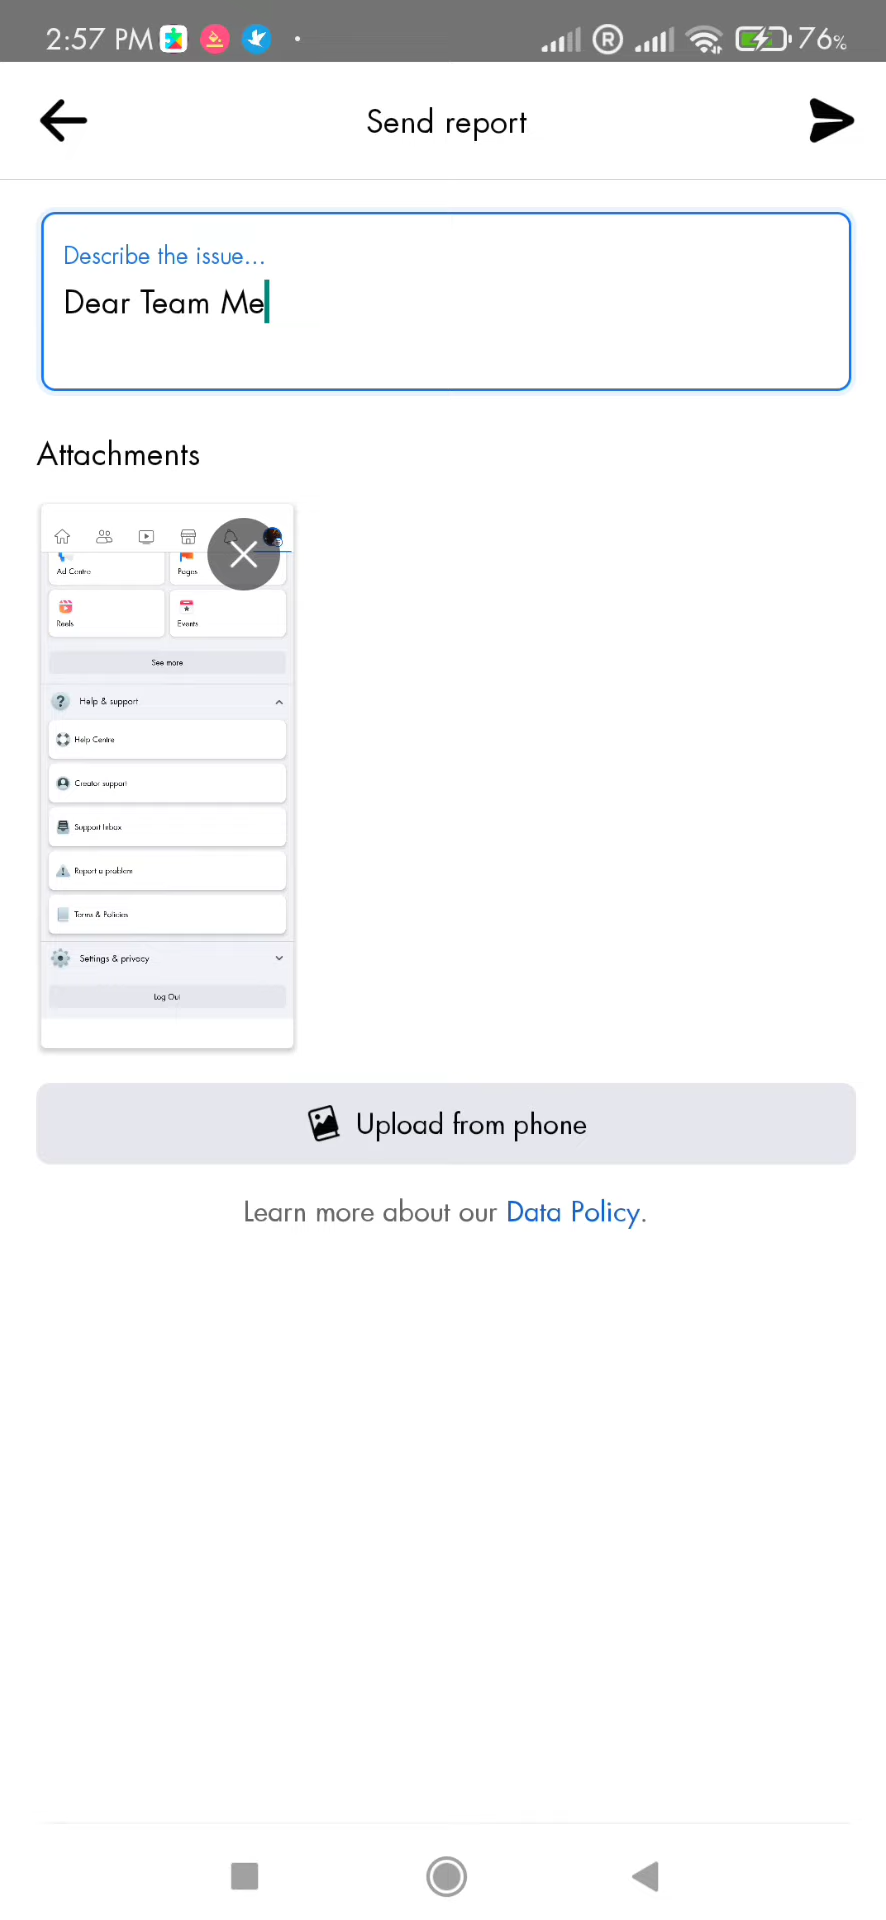 2:57 PM
76%
Send report
Describe the issue...
Dear Team Me
Attachments
Ad Centre
Pages
Reels
Events
See more
Help & support
Help Centre
Creator support
Support Inbox
Report a problem
Terms & Policies
Settings & privacy
Log Out
Upload from phone
Learn more about our Data Policy.